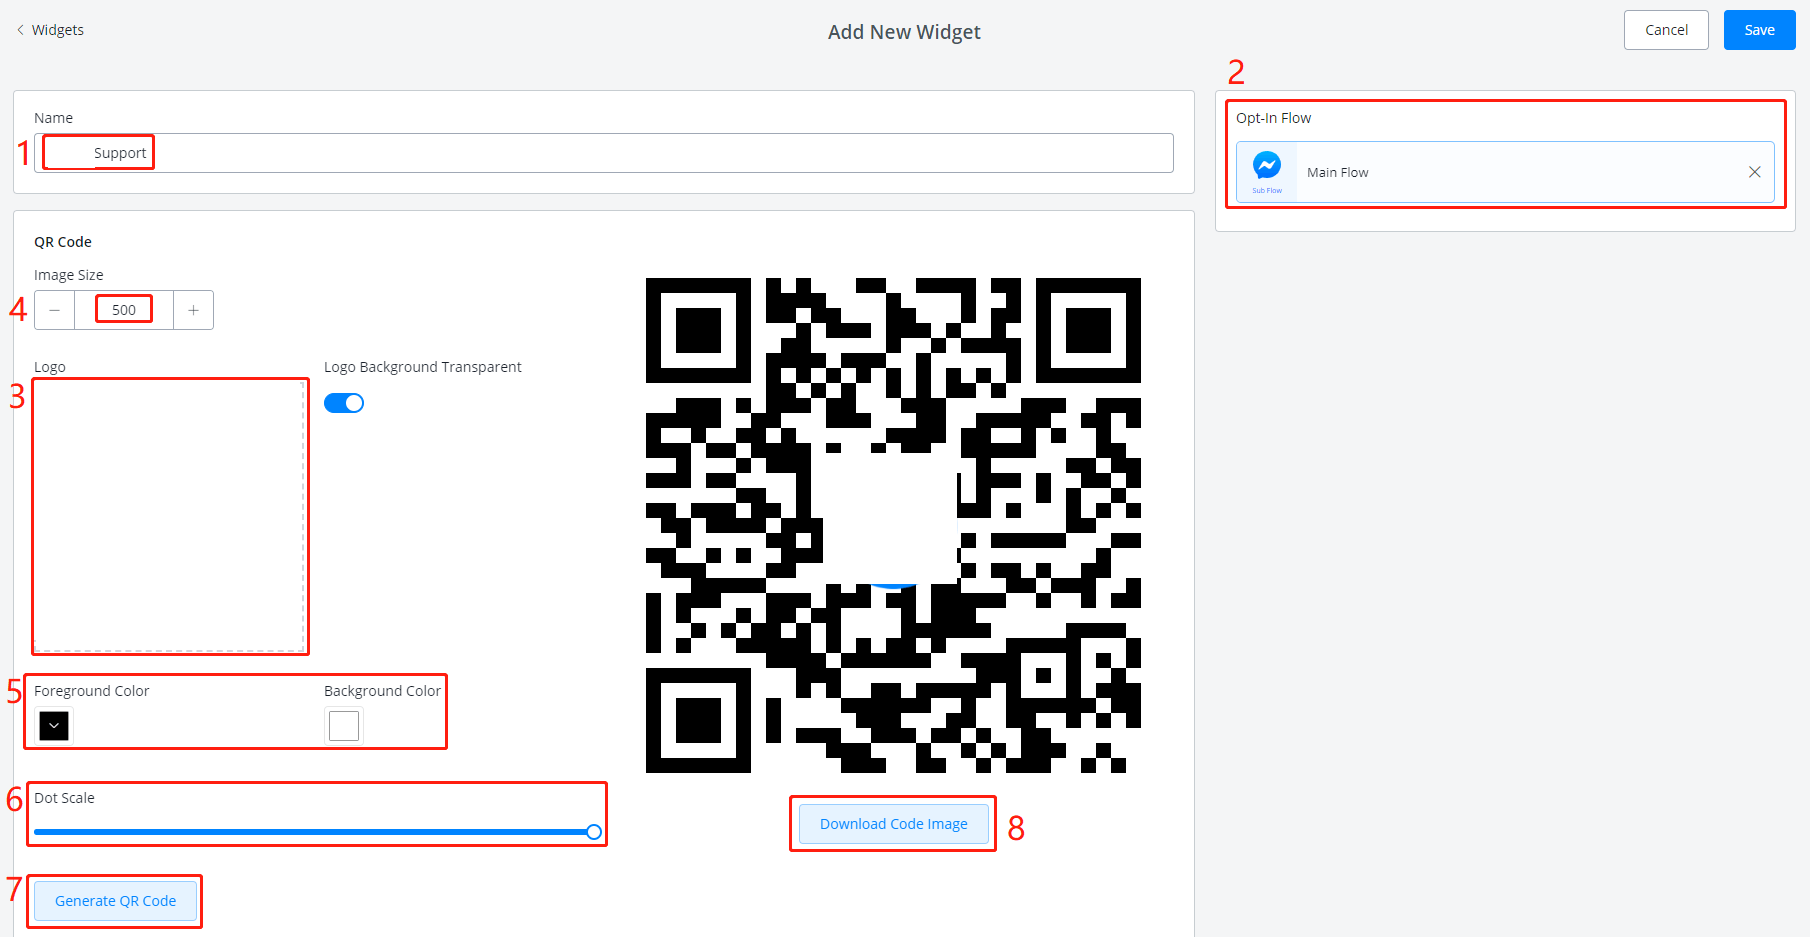 Widgets
Add New Widget
Cancel
Save
2
Name
1
Support
Opt-In Flow
Sub Flow
Main Flow
QR Code
Image Size
4
500
Logo
Logo Background Transparent
3
5
Foreground Color
Background Color
6
Dot Scale
Download Code Image
8
7
Generate QR Code